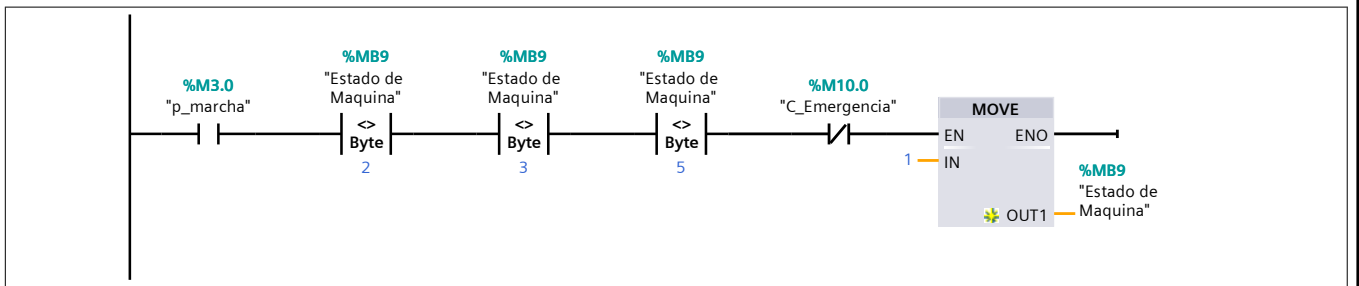 %M3.0
"p_marcha"
%MB9
"Estado de
Maquina"
<>
Byte
2
%MB9
"Estado de
Maquina"
<>
Byte
3
%MB9
"Estado de
Maquina"
<>
Byte
5
%M10.0
"C_Emergencia"
MOVE
EN ENO
1 IN
OUT1
%MB9
"Estado de
Maquina"